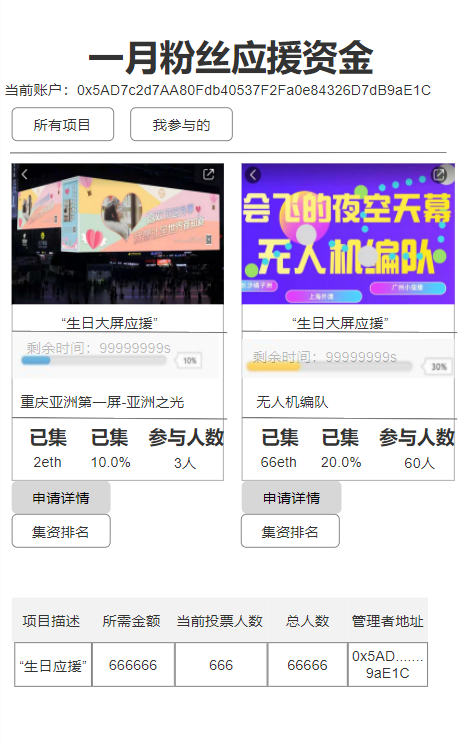 一月粉丝应援资金
当前账户：0x5AD7c2d7AA80Fdb40537F2Fa0e84326D7dB9aE1C
所有项目
我参与的
会飞的夜空天幕
无人机编队
上海外滩
广州小蛮腰
“生日大屏应援”
剩余时间：99999999s
10%
重庆亚洲第一屏-亚洲之光
已集
已集
参与人数
2eth
10.0%
3人
申请详情
集资排名
“生日大屏应援”
剩余时间：99999999s
30%
无人机编队
已集
已集
参与人数
66eth
20.0%
60人
申请详情
集资排名
项目描述
所需金额
当前投票人数
总人数
管理者地址
“生日应援”
666666
666
66666
0x5AD.......
9aE1C